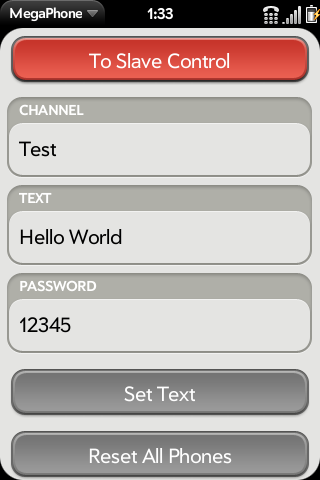 MegaPhone 1:33
To Slave Control
CHANNEL
Test
TEXT
Hello World
PASSWORD
12345
Set Text
Reset All Phones